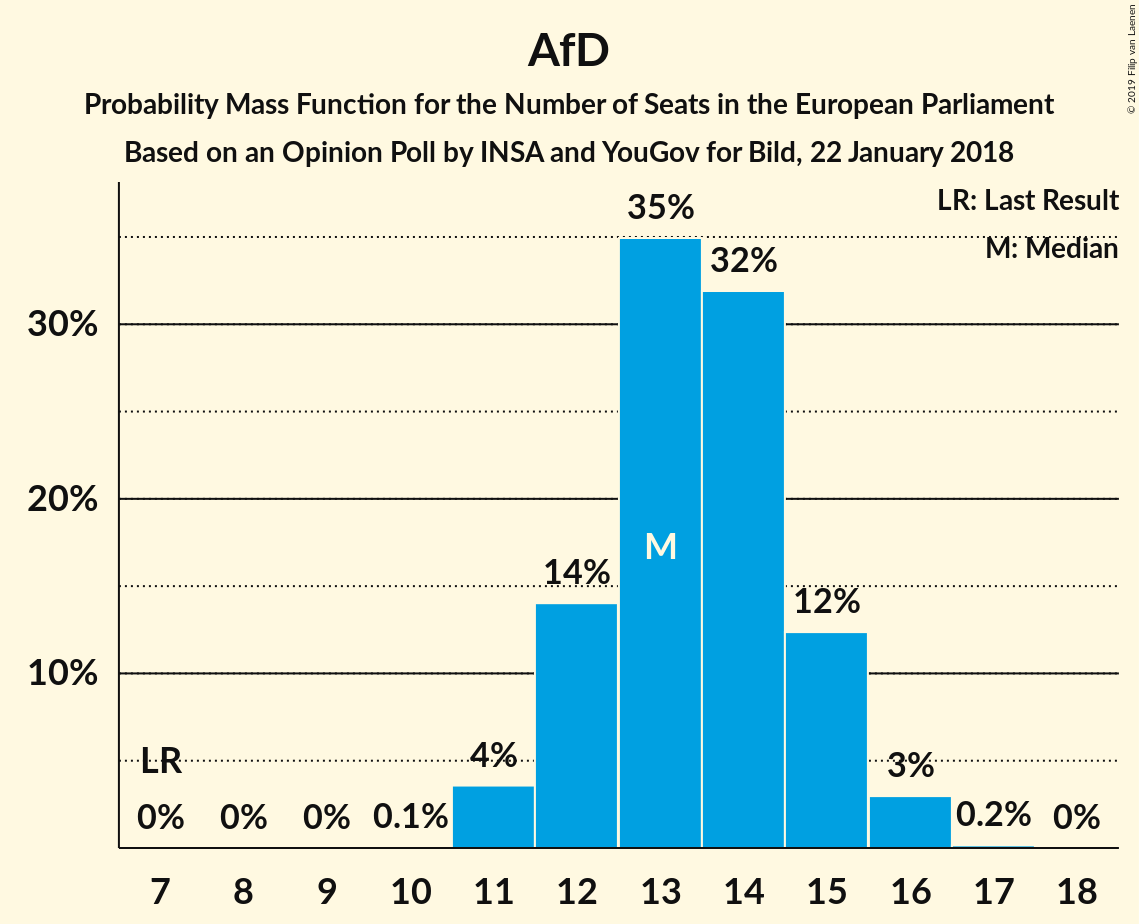 AfD
Probability Mass Function for the Number of Seats in the European Parliament
Based on an Opinion Poll by INSA and YouGov for Bild, 22 January 2018
© 2019 Filip van Laenen
LR: Last Result
M: Median
35%
32%
30%
20%
M
14%
12%
10%
LR
4%
3%
0% 0% 0% 0.1% 0.2% 0%
7 8 9 10 11 12 13 14 15 16 17 18